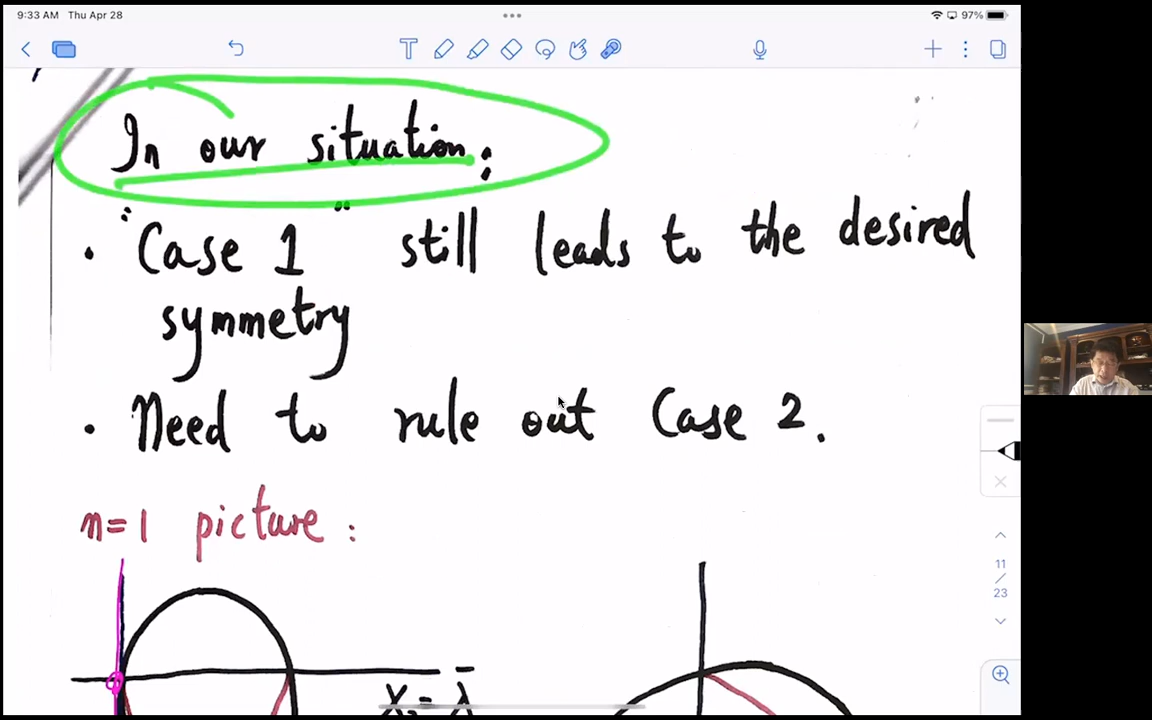 9:33 AM Thu Apr 28
97%
In our situation:
• "Case 1" still leads to the desired
symmetry
• Need to rule out Case 2.
n=1 picture:
11
/
23